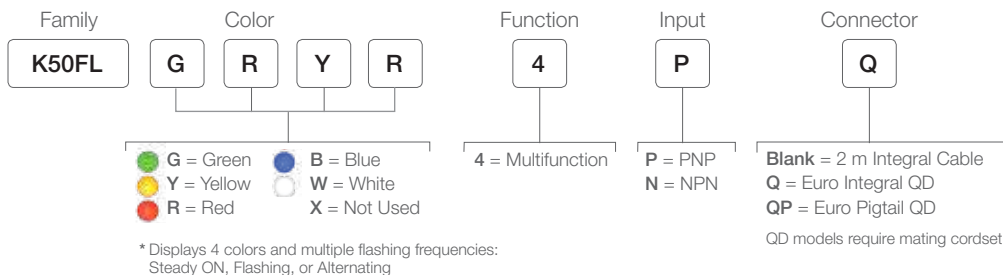 Family Color Function Input Connector
K50FL G R Y R 4 P Q
G = Green B = Blue 4 = Multifunction P = PNP Blank = 2 m Integral Cable
Y = Yellow W = White N = NPN Q = Euro Integral QD
R = Red X = Not Used QP = Euro Pigtail QD
QD models require mating cordset
* Displays 4 colors and multiple flashing frequencies:
Steady ON, Flashing, or Alternating